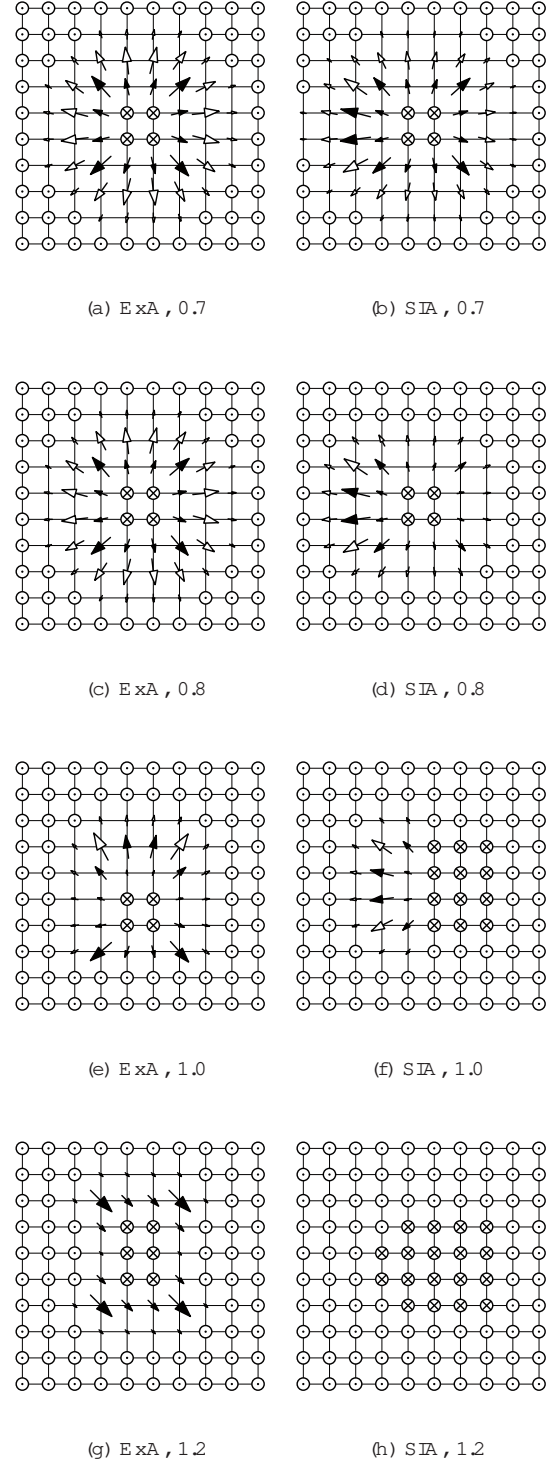 (a) ExA, 0.7
(b) SIA, 0.7
(c) ExA, 0.8
(d) SIA, 0.8
(e) ExA, 1.0
(f) SIA, 1.0
(g) ExA, 1.2
(h) SIA, 1.2